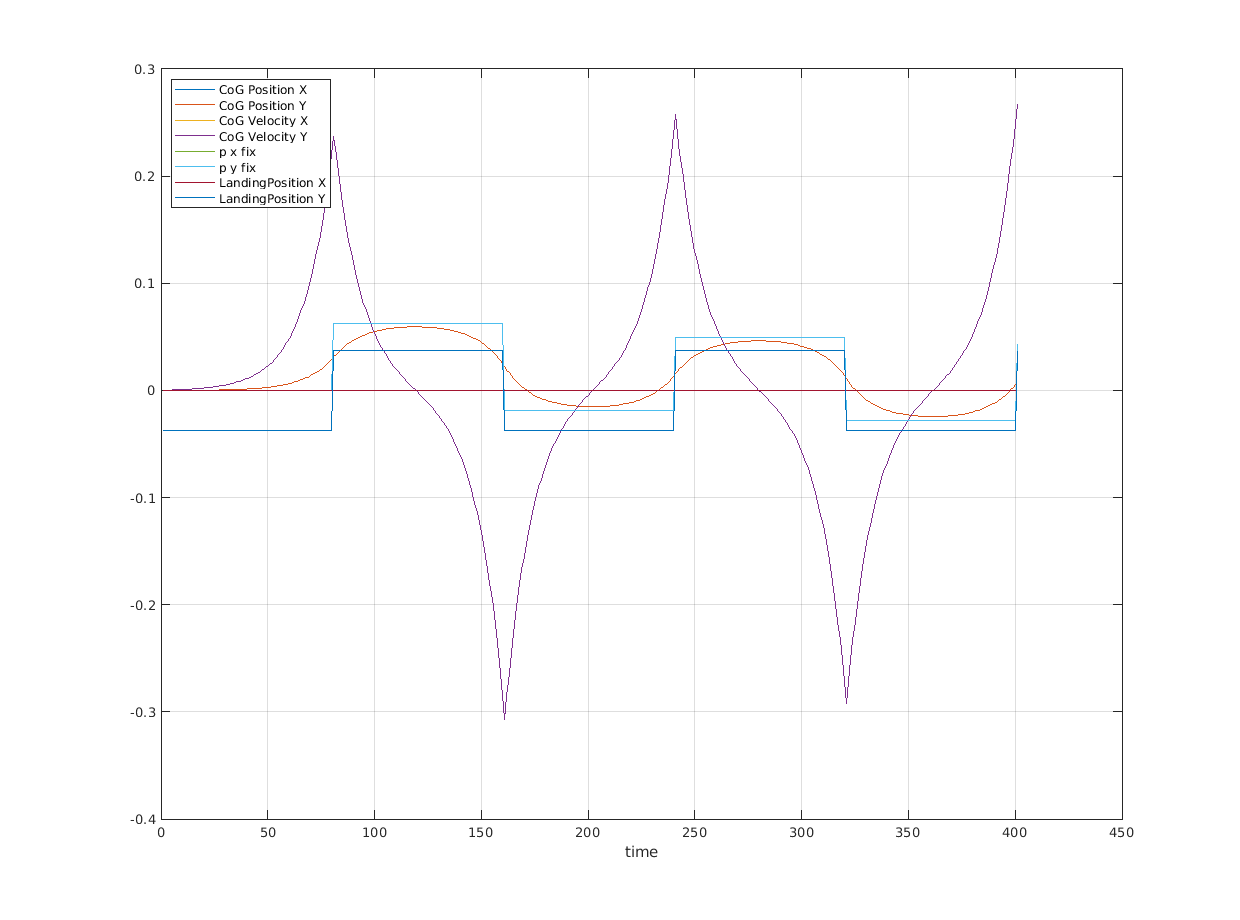 0.3
0.2
0.1
0
-0.1
-0.2
-0.3
-0.4
CoG Position X
CoG Position Y
CoG Velocity X
CoG Velocity Y
p x fix
p y fix
LandingPosition X
LandingPosition Y
0 50 100 150 200 250 300 350 400 450
time